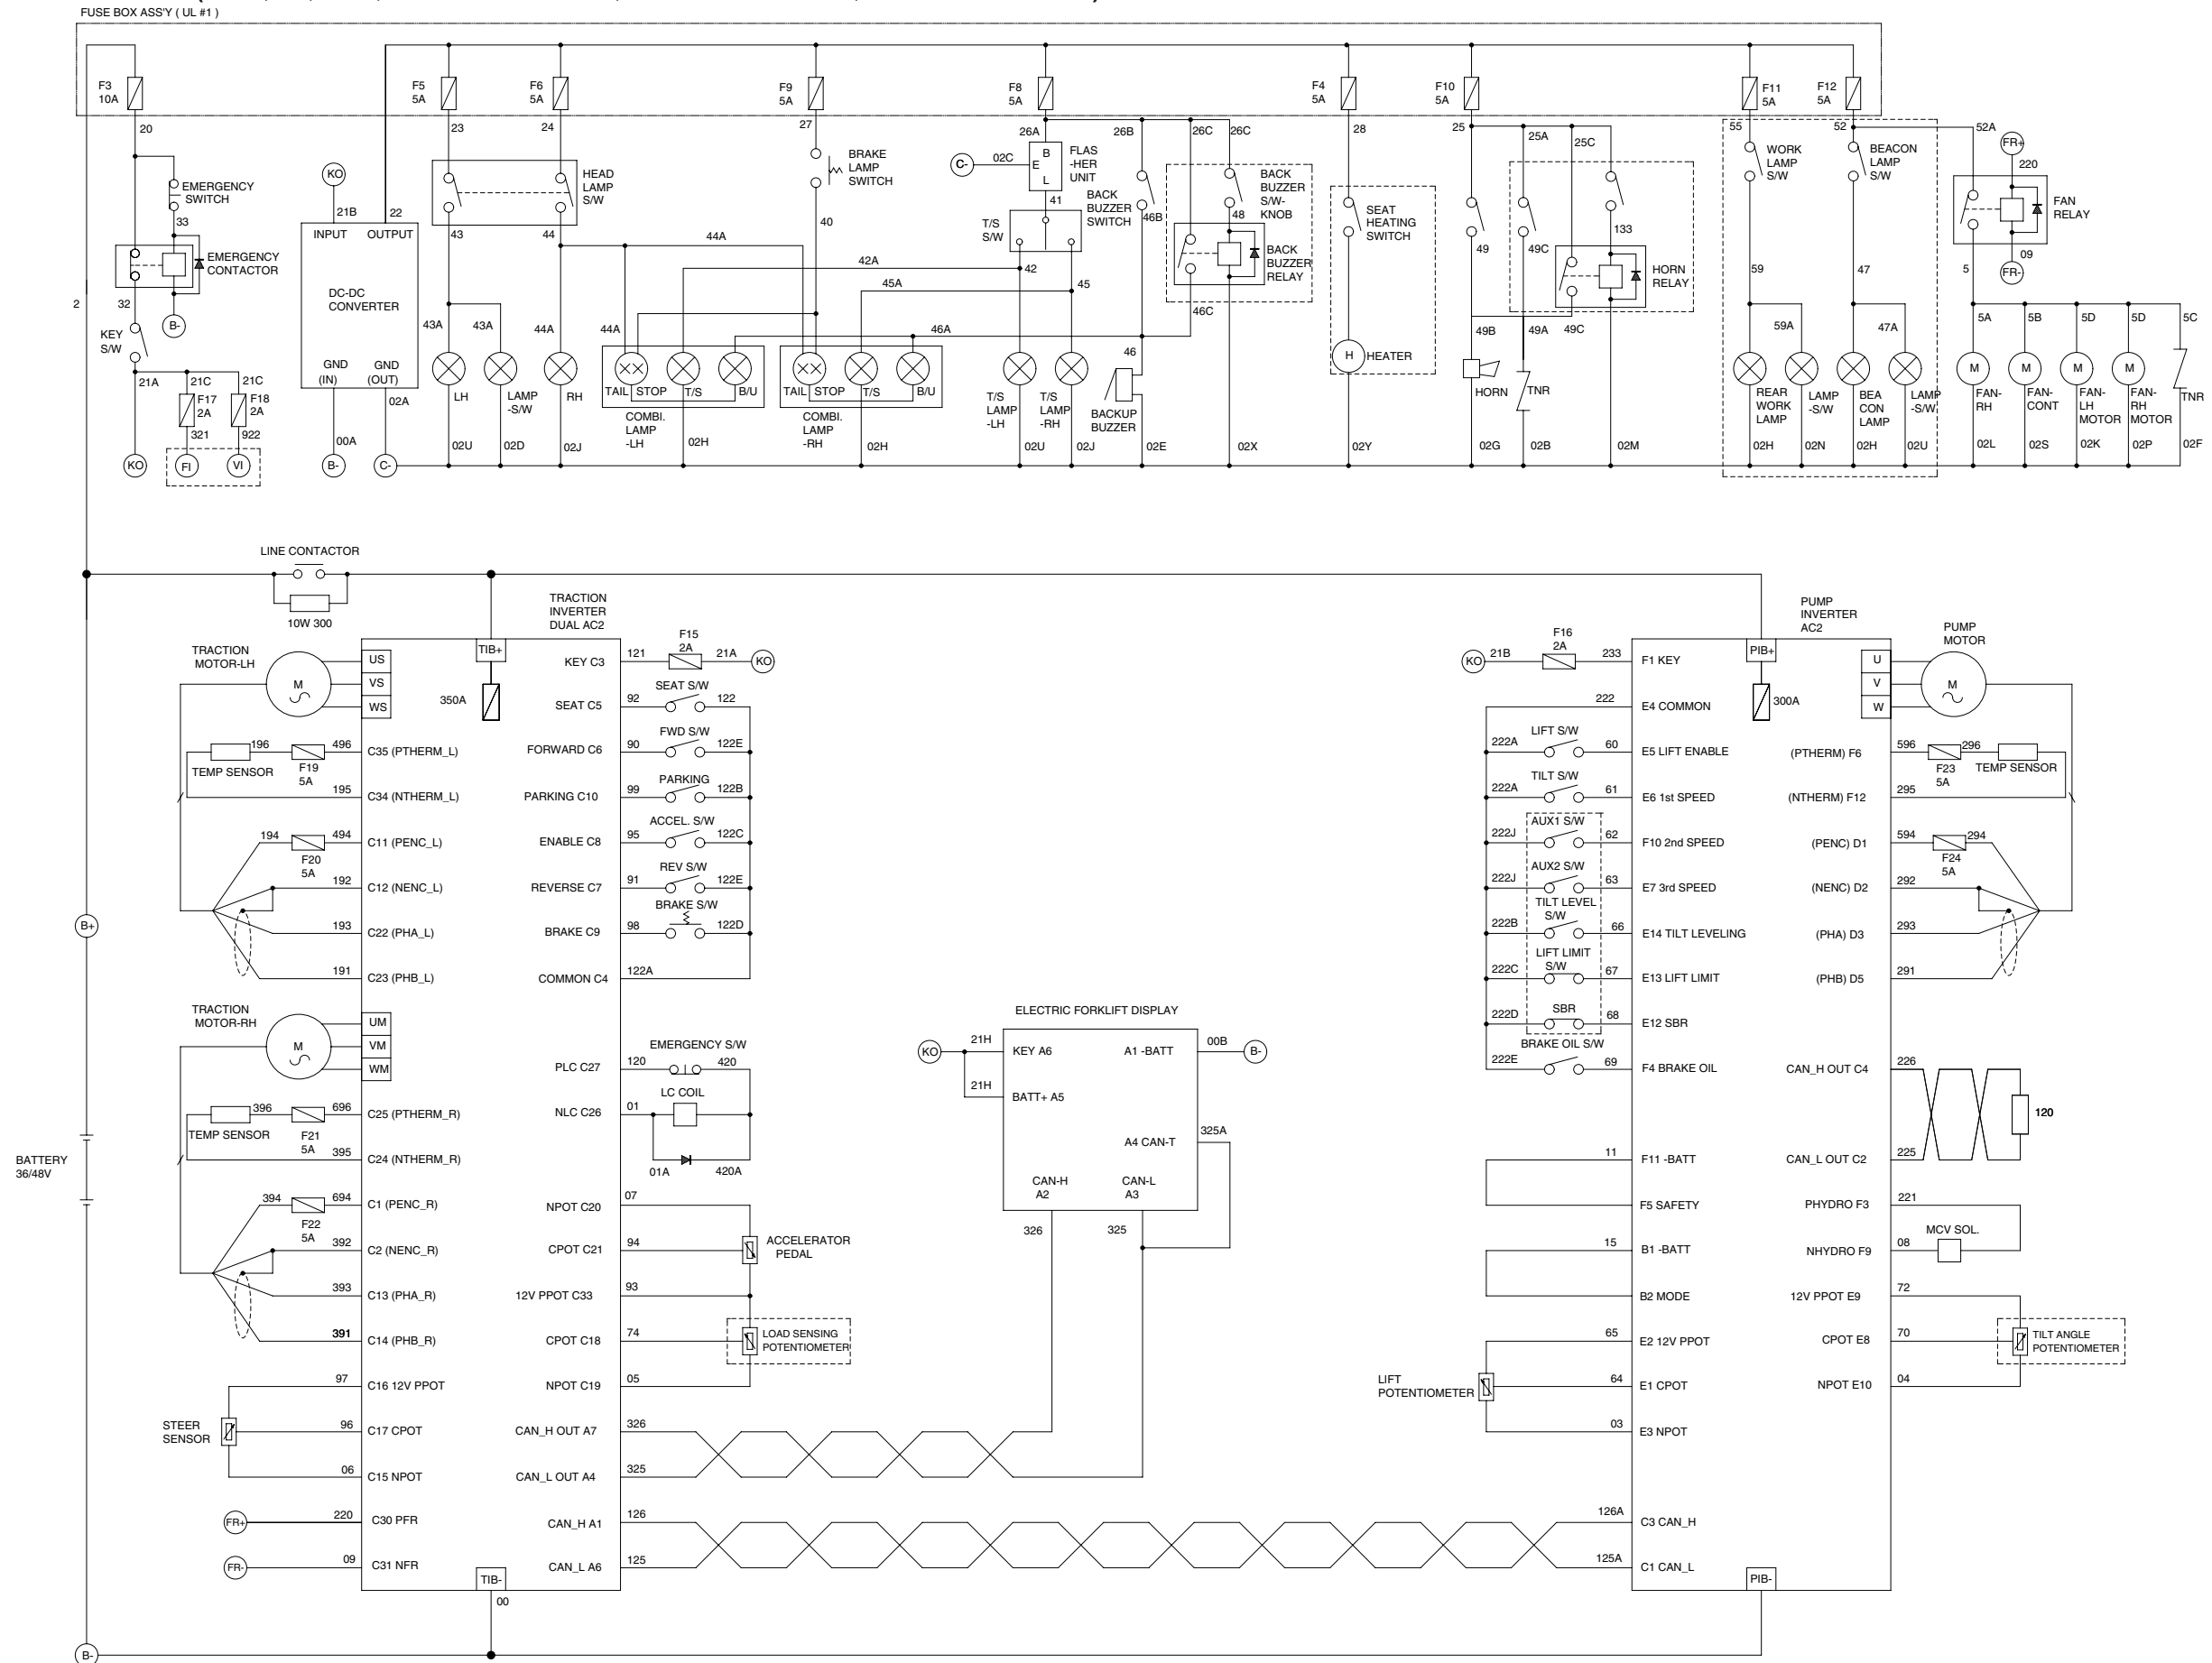 FUSE BOX ASS'Y ( UL #1 )
F3 10A
F5 5A
F6 5A
F9 5A
F8 5A
F4 5A
F10 5A
F11 5A
F12 5A
20
23
24
27
26A
26B
26C
26C
28
25
25A
25C
55
52
52A
FR+
220
EMERGENCY SWITCH
33
EMERGENCY CONTACTOR
32
B-
KEY S/W
21A
21C
F17 2A
321
21C
F18 2A
922
KO
FI
VI
2
KO
21B
22
INPUT
OUTPUT
DC-DC CONVERTER
GND (IN)
GND (OUT)
00A
02A
B-
C-
HEAD LAMP S/W
43
44
43A
43A
44A
44A
44A
LH
LAMP -S/W
RH
02U
02D
02J
BRAKE LAMP SWITCH
40
42A
45A
46A
TAIL
STOP
T/S
B/U
COMBI. LAMP -LH
02H
TAIL
STOP
T/S
B/U
COMBI. LAMP -RH
02H
C-
02C
B
E
L
FLAS -HER UNIT
41
T/S S/W
42
45
T/S LAMP -LH
T/S LAMP -RH
02U
02J
BACK BUZZER SWITCH
46B
46
BACKUP BUZZER
02E
BACK BUZZER S/W- KNOB
48
BACK BUZZER RELAY
46C
02X
SEAT HEATING SWITCH
H
HEATER
02Y
49
49C
133
HORN RELAY
49B
49A
49C
HORN
TNR
02G
02B
02M
WORK LAMP S/W
BEACON LAMP S/W
59
47
59A
47A
REAR WORK LAMP
LAMP -S/W
BEA CON LAMP
LAMP -S/W
02H
02N
02H
02U
FAN RELAY
09
FR-
5
5A
5B
5D
5D
5C
M
M
M
M
FAN- RH
FAN- CONT
FAN- LH MOTOR
FAN- RH MOTOR
TNR
02L
02S
02K
02P
02F
LINE CONTACTOR
10W 300
B+
BATTERY 36/48V
B-
TRACTION INVERTER DUAL AC2
TIB+
350A
TRACTION MOTOR-LH
M
US
VS
WS
196
496
C35 (PTHERM_L)
TEMP SENSOR
F19 5A
195
C34 (NTHERM_L)
194
494
C11 (PENC_L)
F20 5A
192
C12 (NENC_L)
193
C22 (PHA_L)
191
C23 (PHB_L)
TRACTION MOTOR-RH
M
UM
VM
WM
396
696
C25 (PTHERM_R)
TEMP SENSOR
F21 5A
395
C24 (NTHERM_R)
394
694
C1 (PENC_R)
F22 5A
392
C2 (NENC_R)
393
C13 (PHA_R)
391
C14 (PHB_R)
97
C16 12V PPOT
STEER SENSOR
96
C17 CPOT
06
C15 NPOT
FR+
220
C30 PFR
FR-
09
C31 NFR
TIB-
00
KEY C3
121
F15 2A
21A
KO
SEAT C5
92
SEAT S/W
122
FORWARD C6
90
FWD S/W
122E
PARKING C10
99
PARKING
122B
ENABLE C8
95
ACCEL. S/W
122C
REVERSE C7
91
REV S/W
122E
BRAKE C9
98
BRAKE S/W
122D
COMMON C4
122A
PLC C27
120
EMERGENCY S/W
420
NLC C26
01
LC COIL
01A
420A
NPOT C20
07
CPOT C21
94
ACCELERATOR PEDAL
12V PPOT C33
93
CPOT C18
74
LOAD SENSING POTENTIOMETER
NPOT C19
05
CAN_H OUT A7
326
CAN_L OUT A4
325
CAN_H A1
126
CAN_L A6
125
ELECTRIC FORKLIFT DISPLAY
KO
21H
KEY A6
A1 -BATT
00B
B-
21H
BATT+ A5
325A
A4 CAN-T
CAN-H A2
CAN-L A3
326
325
PUMP INVERTER AC2
PIB+
300A
KO
21B
F16 2A
233
F1 KEY
222
E4 COMMON
222A
LIFT S/W
60
E5 LIFT ENABLE
222A
TILT S/W
61
E6 1st SPEED
222J
AUX1 S/W
62
F10 2nd SPEED
222J
AUX2 S/W
63
E7 3rd SPEED
222B
TILT LEVEL S/W
66
E14 TILT LEVELING
222C
LIFT LIMIT S/W
67
E13 LIFT LIMIT
222D
SBR
68
E12 SBR
222E
BRAKE OIL S/W
69
F4 BRAKE OIL
11
F11 -BATT
F5 SAFETY
15
B1 -BATT
B2 MODE
65
E2 12V PPOT
LIFT POTENTIOMETER
64
E1 CPOT
03
E3 NPOT
126A
C3 CAN_H
125A
C1 CAN_L
PIB-
PUMP MOTOR
M
U
V
W
(PTHERM) F6
596
296
F23 5A
TEMP SENSOR
(NTHERM) F12
295
(PENC) D1
594
294
F24 5A
(NENC) D2
292
(PHA) D3
293
(PHB) D5
291
CAN_H OUT C4
226
120
CAN_L OUT C2
225
PHYDRO F3
221
MCV SOL.
NHYDRO F9
08
12V PPOT E9
72
CPOT E8
70
TILT ANGLE POTENTIOMETER
NPOT E10
04